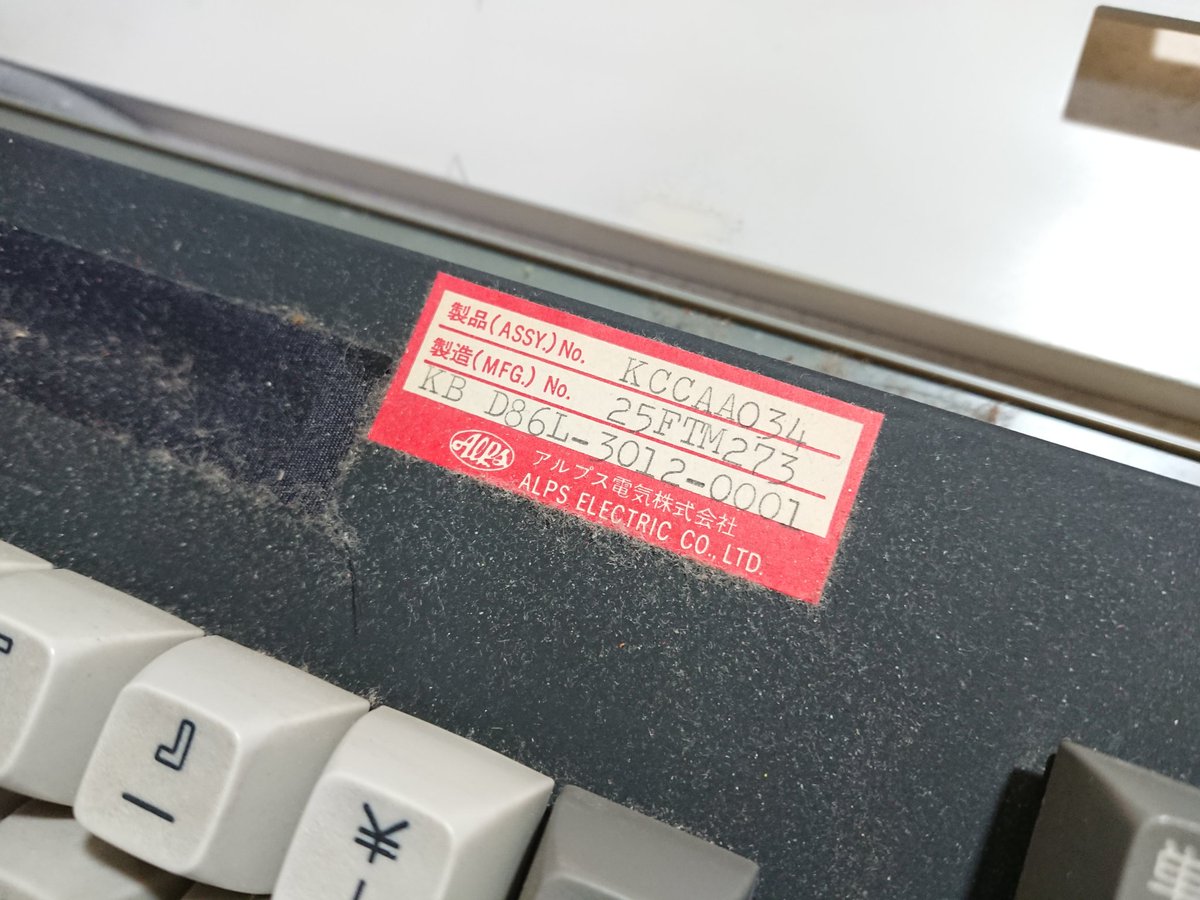 製品(ASSY.)No. KCCAA034
製造(MFG.) No. 25FTM273
KB D86L-3012-0001
ALPS アルプス電気株式会社
ALPS ELECTRIC CO., LTD.
』
¥